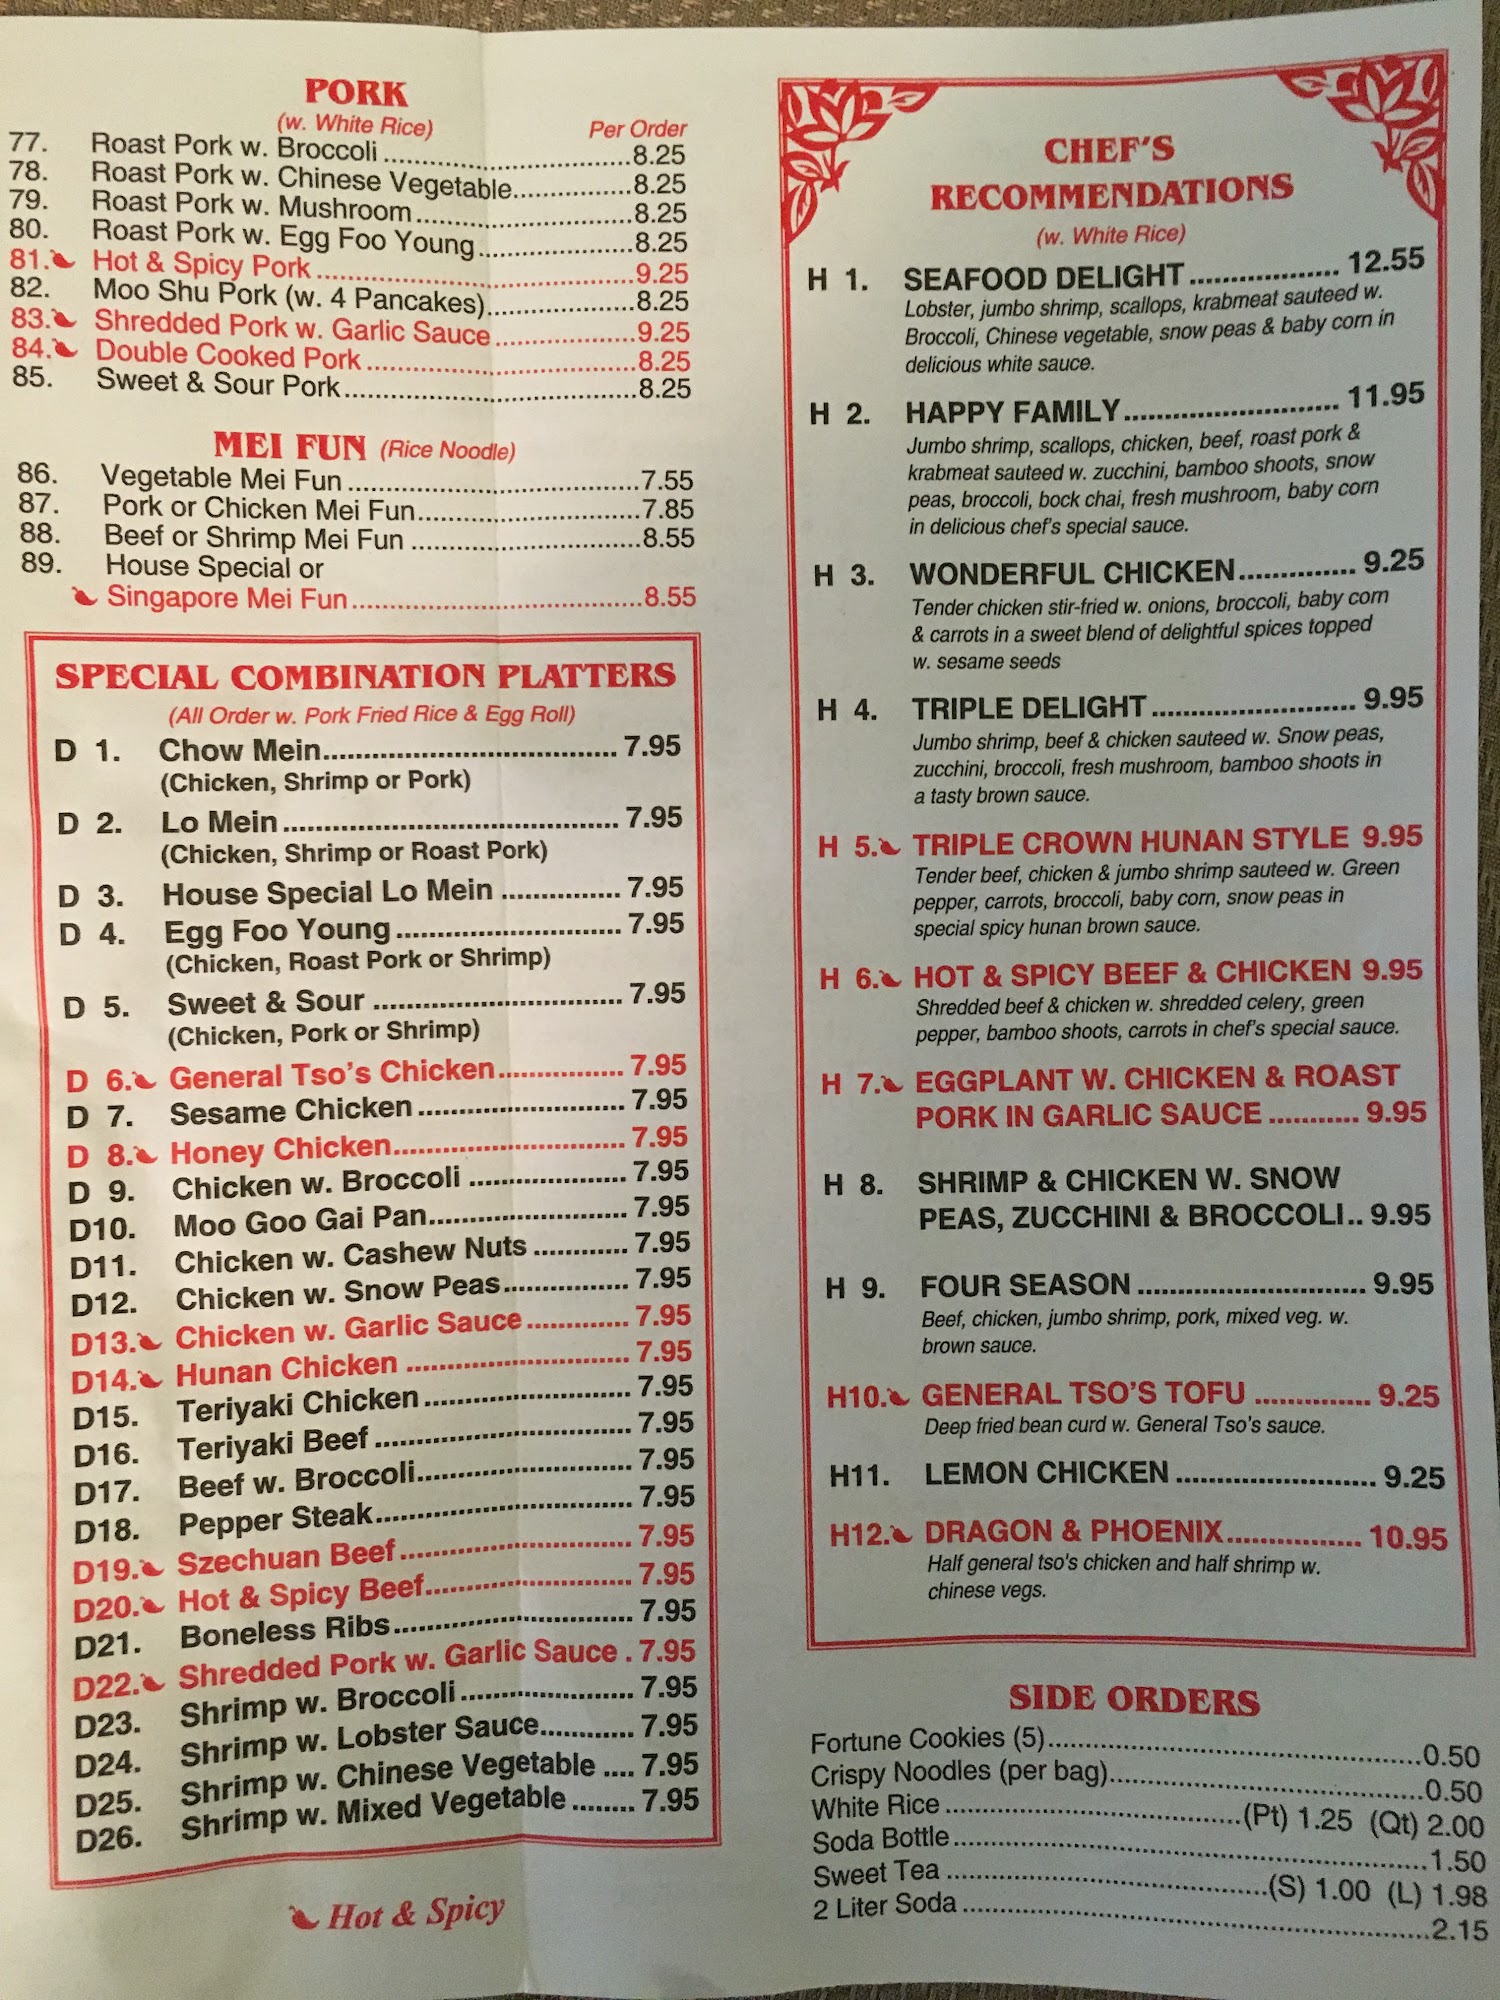 PORK
(w. White Rice)
Per Order
77. Roast Pork w. Broccoli 8.25
78. Roast Pork w. Chinese Vegetable 8.25
79. Roast Pork w. Mushroom 8.25
80. Roast Pork w. Egg Foo Young 8.25
81. Hot & Spicy Pork 9.25
82. Moo Shu Pork (w. 4 Pancakes) 8.25
83. Shredded Pork w. Garlic Sauce 9.25
84. Double Cooked Pork 8.25
85. Sweet & Sour Pork 8.25
MEI FUN (Rice Noodle)
86. Vegetable Mei Fun 7.55
87. Pork or Chicken Mei Fun 7.85
88. Beef or Shrimp Mei Fun 8.55
89. House Special or
Singapore Mei Fun 8.55
SPECIAL COMBINATION PLATTERS
(All Order w. Pork Fried Rice & Egg Roll)
D 1. Chow Mein 7.95
(Chicken, Shrimp or Pork)
D 2. Lo Mein 7.95
(Chicken, Shrimp or Roast Pork)
D 3. House Special Lo Mein 7.95
D 4. Egg Foo Young 7.95
(Chicken, Roast Pork or Shrimp)
D 5. Sweet & Sour 7.95
(Chicken, Pork or Shrimp)
D 6. General Tso's Chicken 7.95
D 7. Sesame Chicken 7.95
D 8. Honey Chicken 7.95
D 9. Chicken w. Broccoli 7.95
D10. Moo Goo Gai Pan 7.95
D11. Chicken w. Cashew Nuts 7.95
D12. Chicken w. Snow Peas 7.95
D13. Chicken w. Garlic Sauce 7.95
D14. Hunan Chicken 7.95
D15. Teriyaki Chicken 7.95
D16. Teriyaki Beef 7.95
D17. Beef w. Broccoli 7.95
D18. Pepper Steak 7.95
D19. Szechuan Beef 7.95
D20. Hot & Spicy Beef 7.95
D21. Boneless Ribs 7.95
D22. Shredded Pork w. Garlic Sauce 7.95
D23. Shrimp w. Broccoli 7.95
D24. Shrimp w. Lobster Sauce 7.95
D25. Shrimp w. Chinese Vegetable 7.95
D26. Shrimp w. Mixed Vegetable 7.95
Hot & Spicy
CHEF'S
RECOMMENDATIONS
(w. White Rice)
H 1. SEAFOOD DELIGHT 12.55
Lobster, jumbo shrimp, scallops, krabmeat sauteed w.
Broccoli, Chinese vegetable, snow peas & baby corn in
delicious white sauce.
H 2. HAPPY FAMILY 11.95
Jumbo shrimp, scallops, chicken, beef, roast pork &
krabmeat sauteed w. zucchini, bamboo shoots, snow
peas, broccoli, bock chai, fresh mushroom, baby corn
in delicious chef's special sauce.
H 3. WONDERFUL CHICKEN 9.25
Tender chicken stir-fried w. onions, broccoli, baby corn
& carrots in a sweet blend of delightful spices topped
w. sesame seeds
H 4. TRIPLE DELIGHT 9.95
Jumbo shrimp, beef & chicken sauteed w. Snow peas,
zucchini, broccoli, fresh mushroom, bamboo shoots in
a tasty brown sauce.
H 5. TRIPLE CROWN HUNAN STYLE 9.95
Tender beef, chicken & jumbo shrimp sauteed w. Green
pepper, carrots, broccoli, baby corn, snow peas in
special spicy hunan brown sauce.
H 6. HOT & SPICY BEEF & CHICKEN 9.95
Shredded beef & chicken w. shredded celery, green
pepper, bamboo shoots, carrots in chef's special sauce.
H 7. EGGPLANT W. CHICKEN & ROAST
PORK IN GARLIC SAUCE 9.95
H 8. SHRIMP & CHICKEN W. SNOW
PEAS, ZUCCHINI & BROCCOLI 9.95
H 9. FOUR SEASON 9.95
Beef, chicken, jumbo shrimp, pork, mixed veg. w.
brown sauce.
H10. GENERAL TSO'S TOFU 9.25
Deep fried bean curd w. General Tso's sauce.
H11. LEMON CHICKEN 9.25
H12. DRAGON & PHOENIX 10.95
Half general tso's chicken and half shrimp w.
chinese vegs.
SIDE ORDERS
Fortune Cookies (5) 0.50
Crispy Noodles (per bag) 0.50
White Rice (Pt) 1.25 (Qt) 2.00
Soda Bottle 1.50
Sweet Tea (S) 1.00 (L) 1.98
2 Liter Soda 2.15